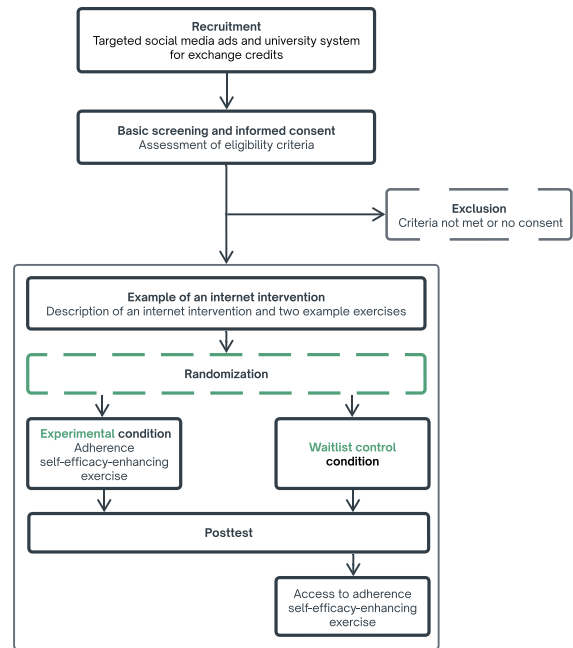 Recruitment
Targeted social media ads and university system
for exchange credits
Basic screening and informed consent
Assessment of eligibility criteria
Exclusion
Criteria not met or no consent
Example of an internet intervention
Description of an internet intervention and two example exercises
Randomization
Experimental condition
Adherence
self-efficacy-enhancing
exercise
Waitlist control
condition
Posttest
Access to adherence
self-efficacy-enhancing
exercise